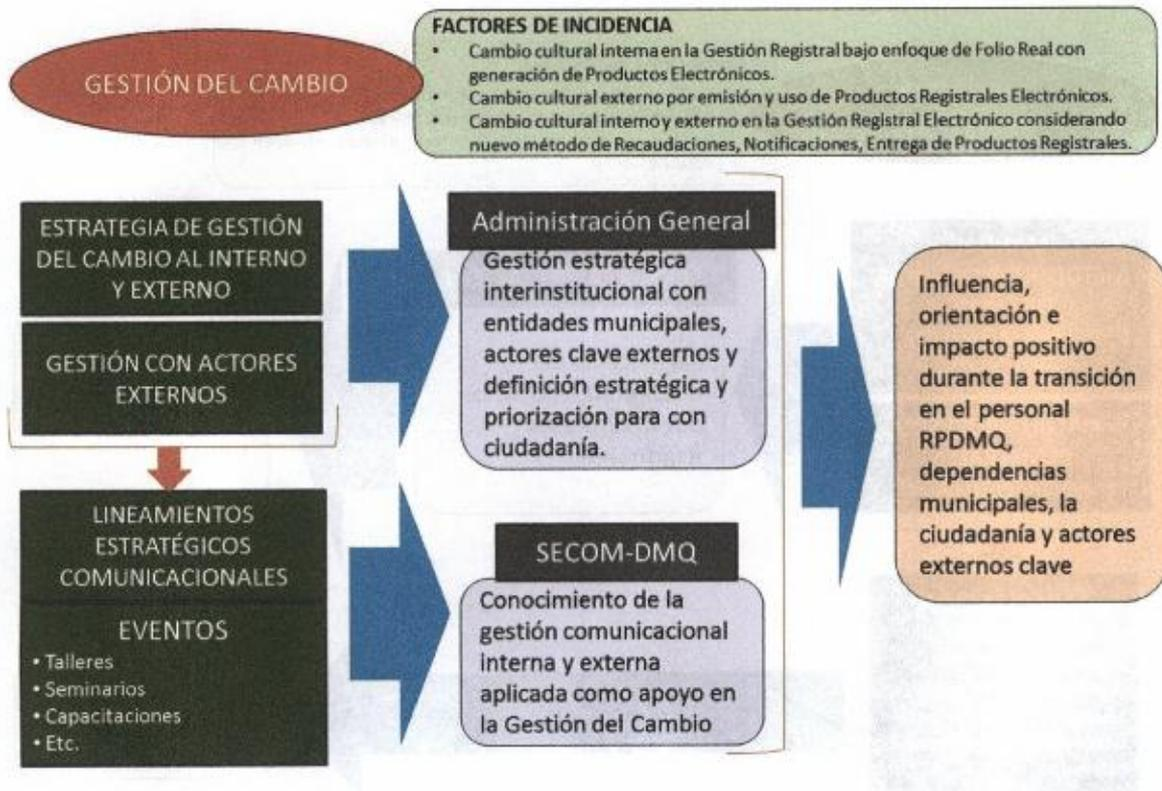 GESTIÓN DEL CAMBIO
FACTORES DE INCIDENCIA
• Cambio cultural interna en la Gestión Registral bajo enfoque de Folio Real con
generación de Productos Electrónicos.
• Cambio cultural externo por emisión y uso de Productos Registrales Electrónicos.
• Cambio cultural interno y externo en la Gestión Registral Electrónico considerando
nuevo método de Recaudaciones, Notificaciones, Entrega de Productos Registrales.
ESTRATEGIA DE GESTIÓN
DEL CAMBIO AL INTERNO
Y EXTERNO
GESTIÓN CON ACTORES
EXTERNOS
LINEAMIENTOS
ESTRATÉGICOS
COMUNICACIONALES
EVENTOS
• Talleres
• Seminarios
• Capacitaciones
• Etc.
Administración General
Gestión estratégica
interinstitucional con
entidades municipales,
actores clave externos y
definición estratégica y
priorización para con
ciudadanía.
SECOM-DMQ
Conocimiento de la
gestión comunicacional
interna y externa
aplicada como apoyo en
la Gestión del Cambio
Influencia,
orientación e
impacto positivo
durante la transición
en el personal
RPDMQ,
dependencias
municipales, la
ciudadanía y actores
externos clave